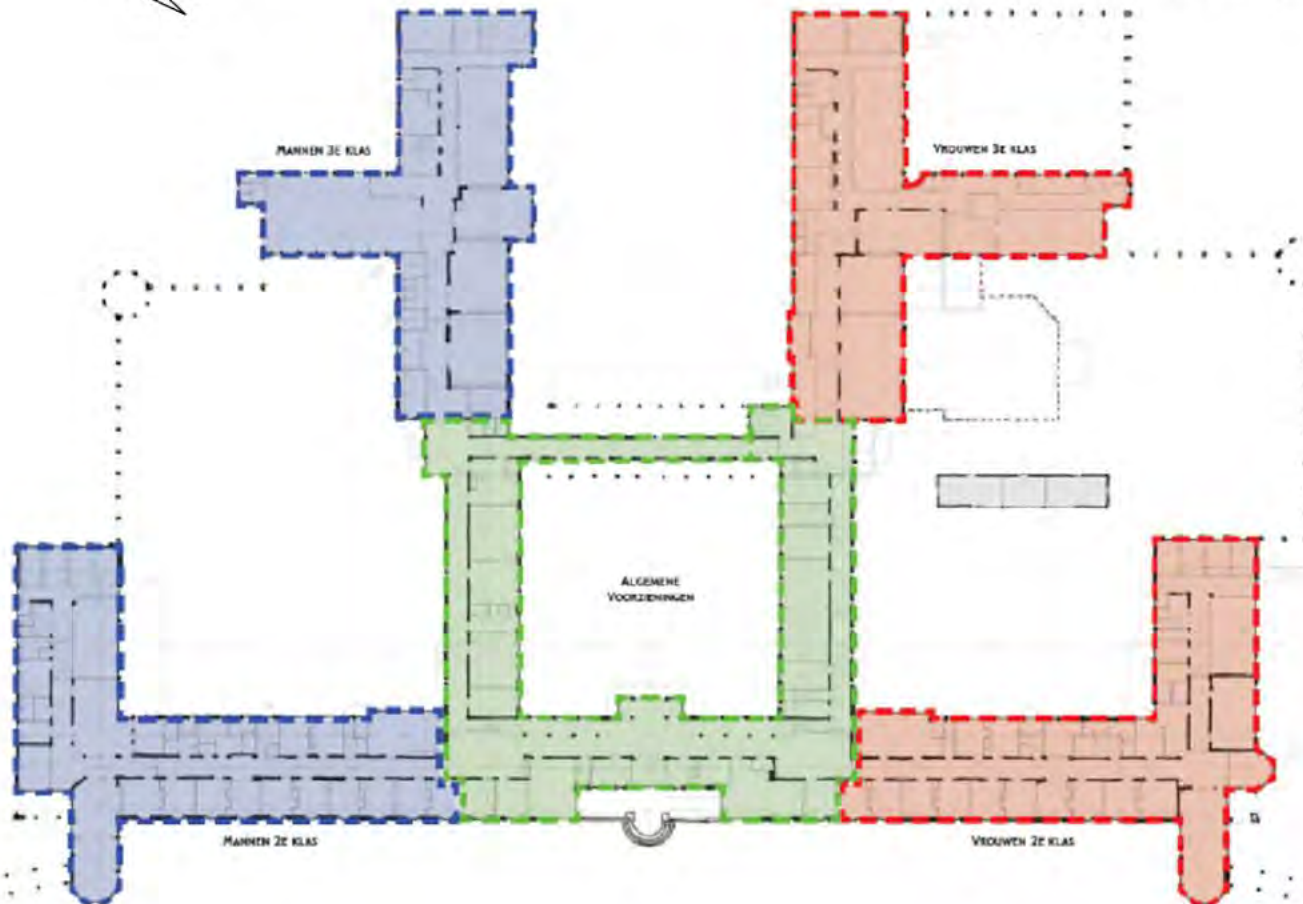 MANNEN 3E KLAS
VROUWEN 3E KLAS
ALGEMENE
VOORZIENINGEN
MANNEN 2E KLAS
VROUWEN 2E KLAS